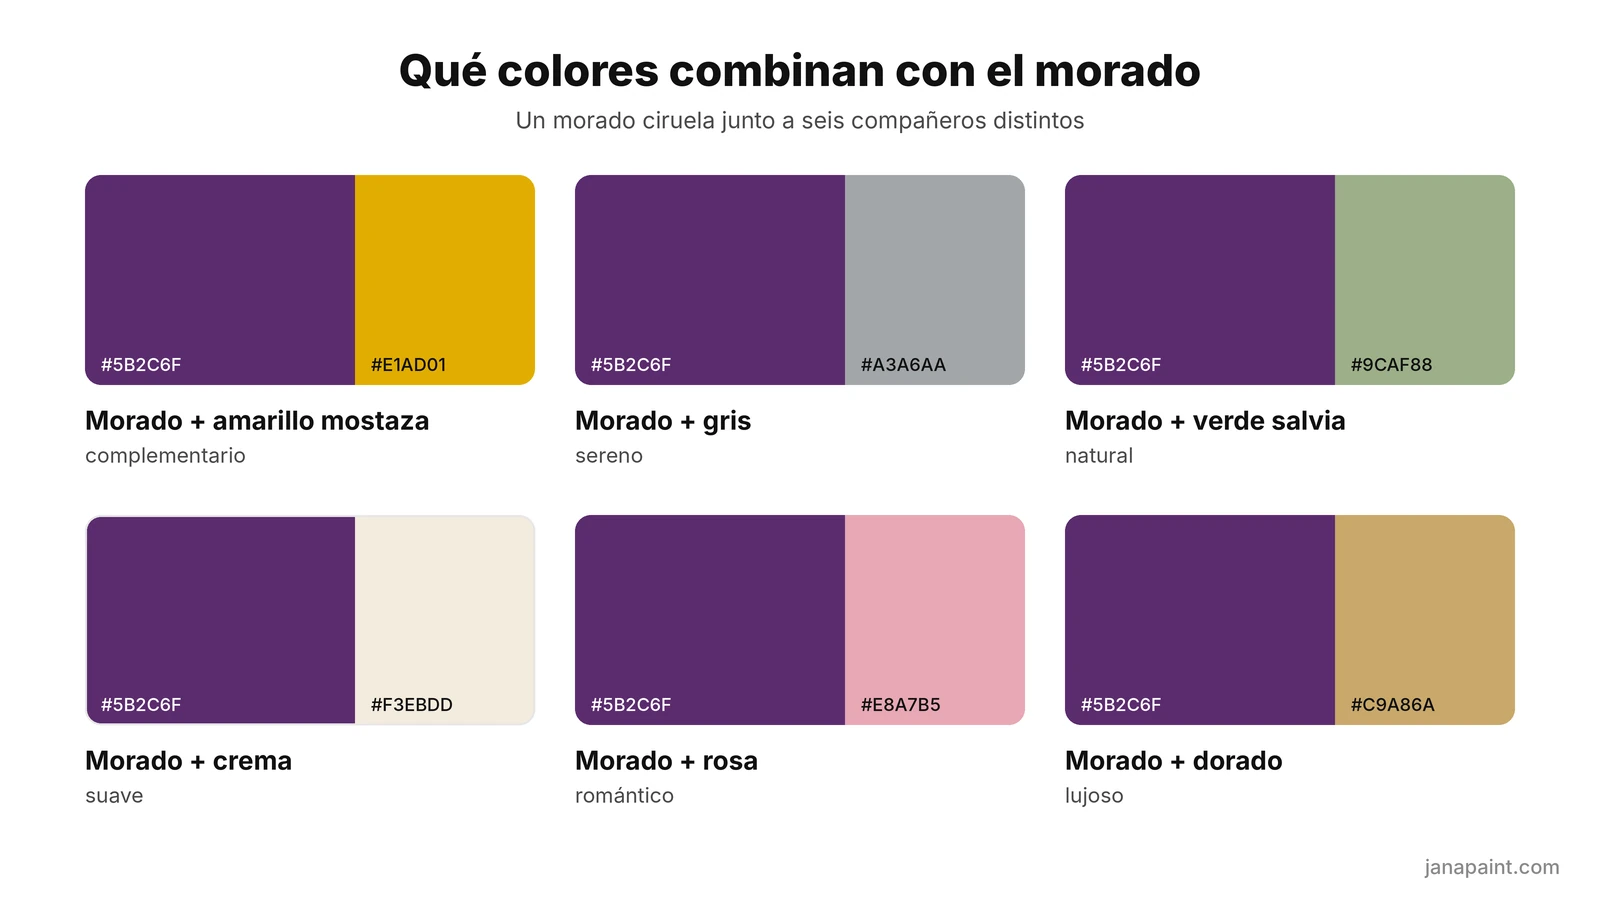 Qué colores combinan con el morado
Un morado ciruela junto a seis compañeros distintos
#5B2C6F
#E1AD01
Morado + amarillo mostaza
complementario
#5B2C6F
#A3A6AA
Morado + gris
sereno
#5B2C6F
#9CAF88
Morado + verde salvia
natural
#5B2C6F
#F3EBDD
Morado + crema
suave
#5B2C6F
#E8A7B5
Morado + rosa
romántico
#5B2C6F
#C9A86A
Morado + dorado
lujoso
janapaint.com